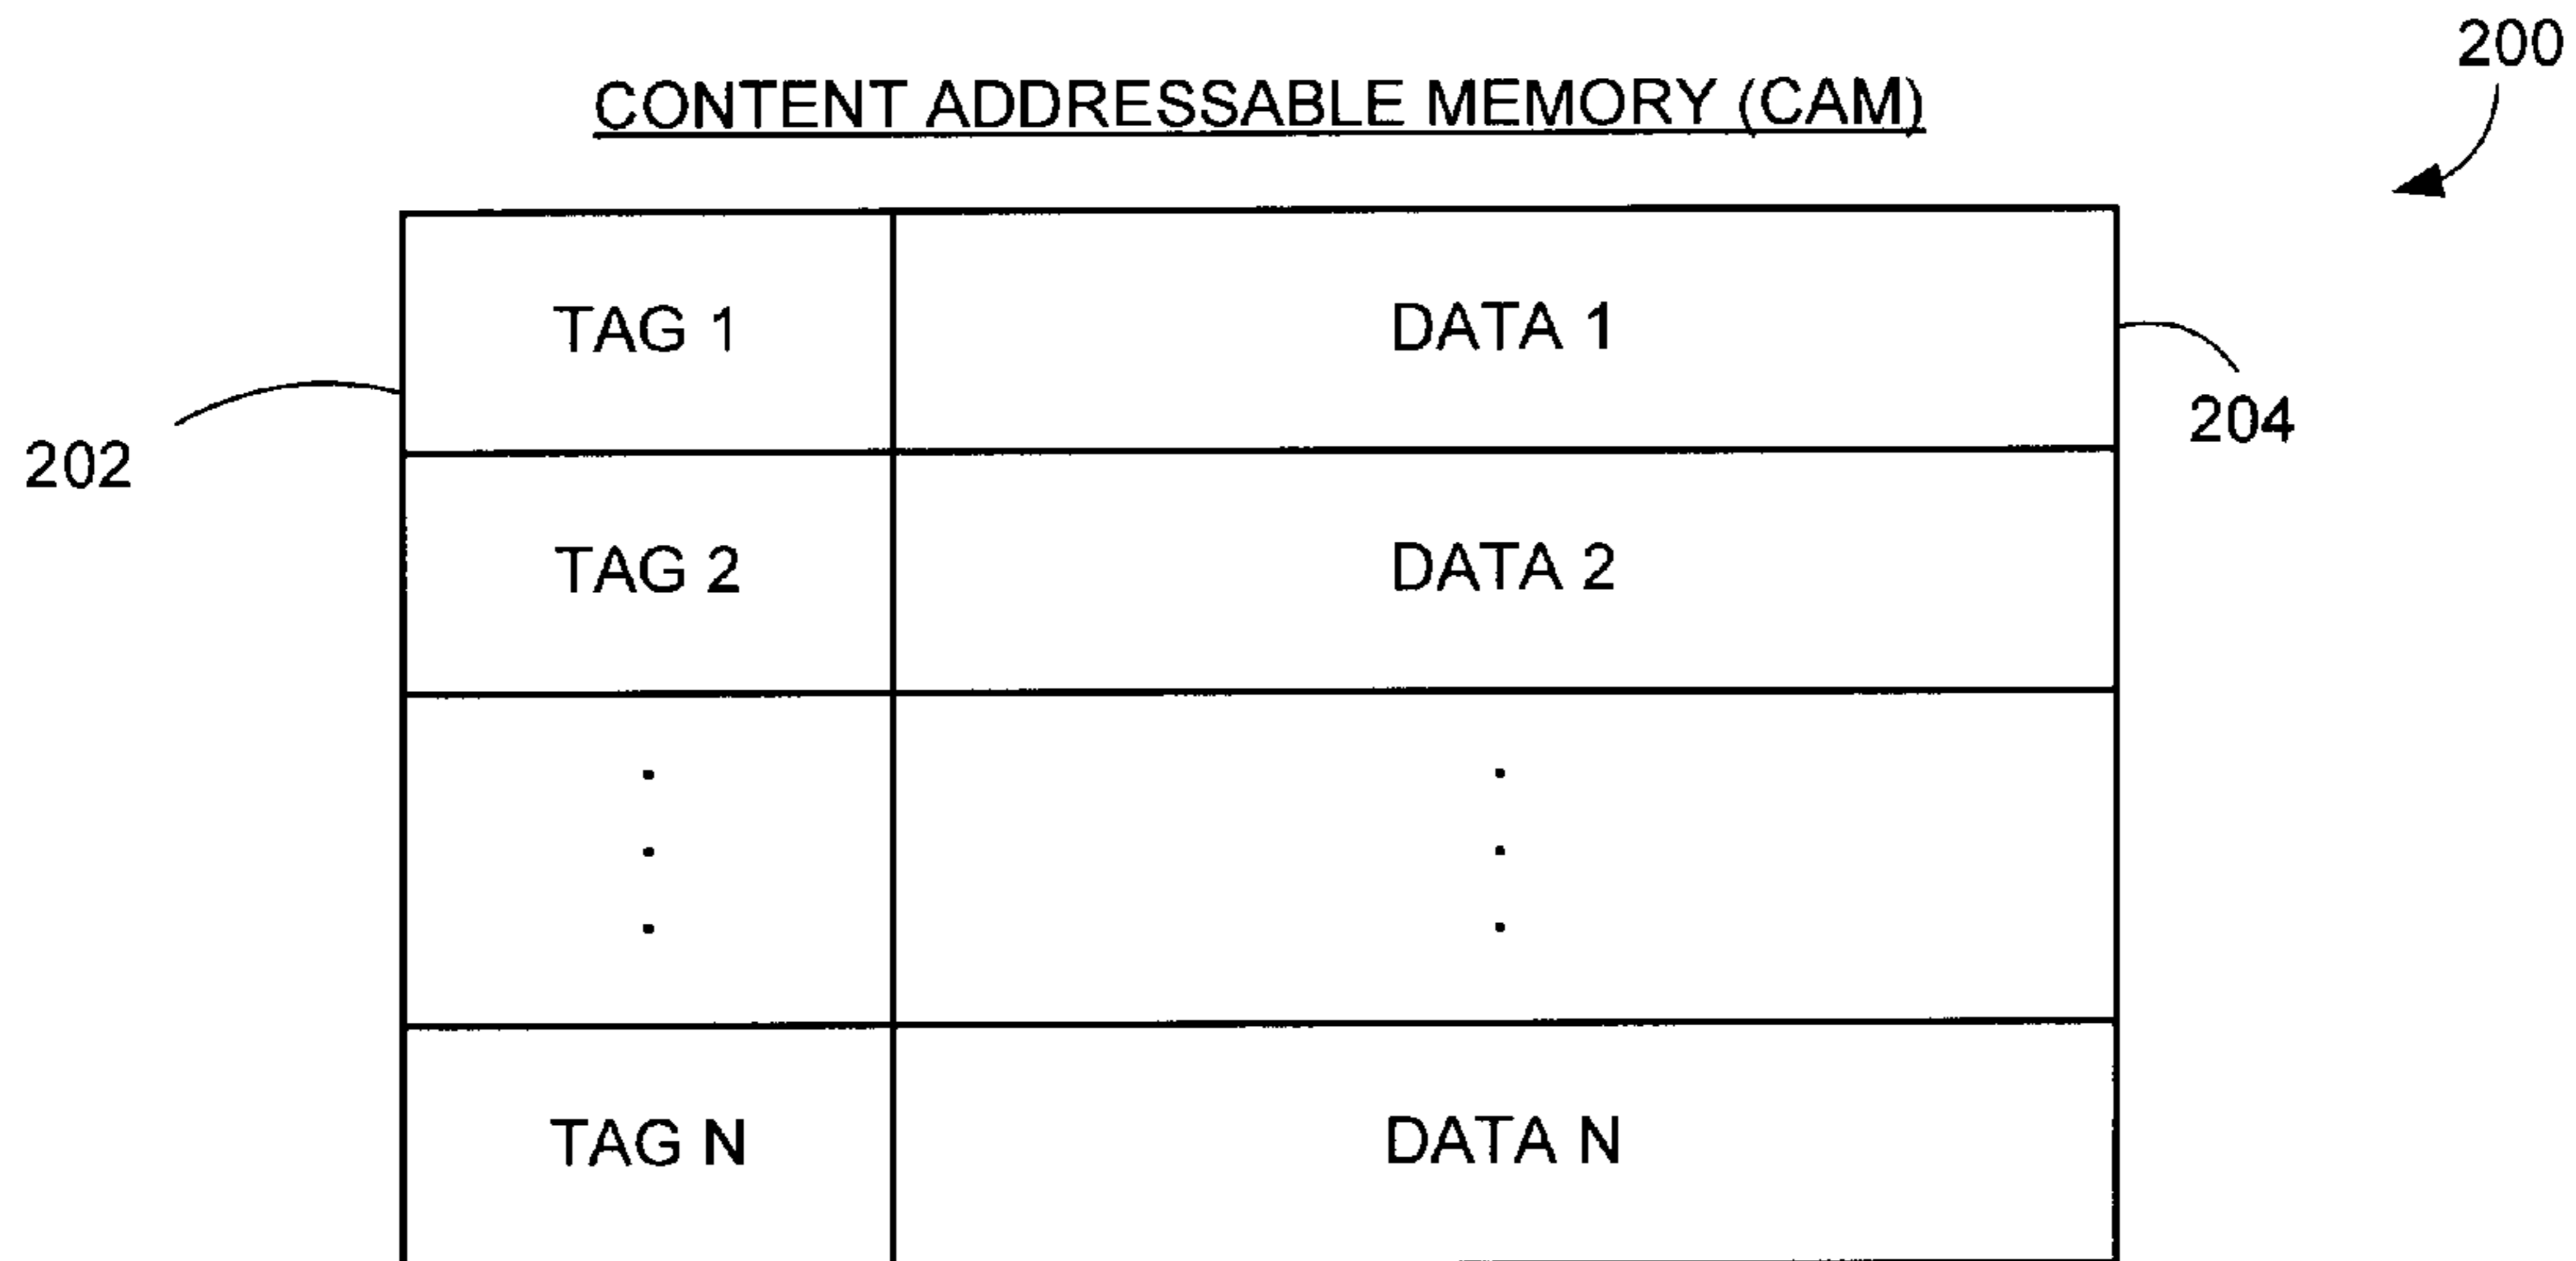 200
CONTENT ADDRESSABLE MEMORY (CAM)
TAG 1 DATA 1
204
202
TAG 2 DATA 2
TAG N DATA N